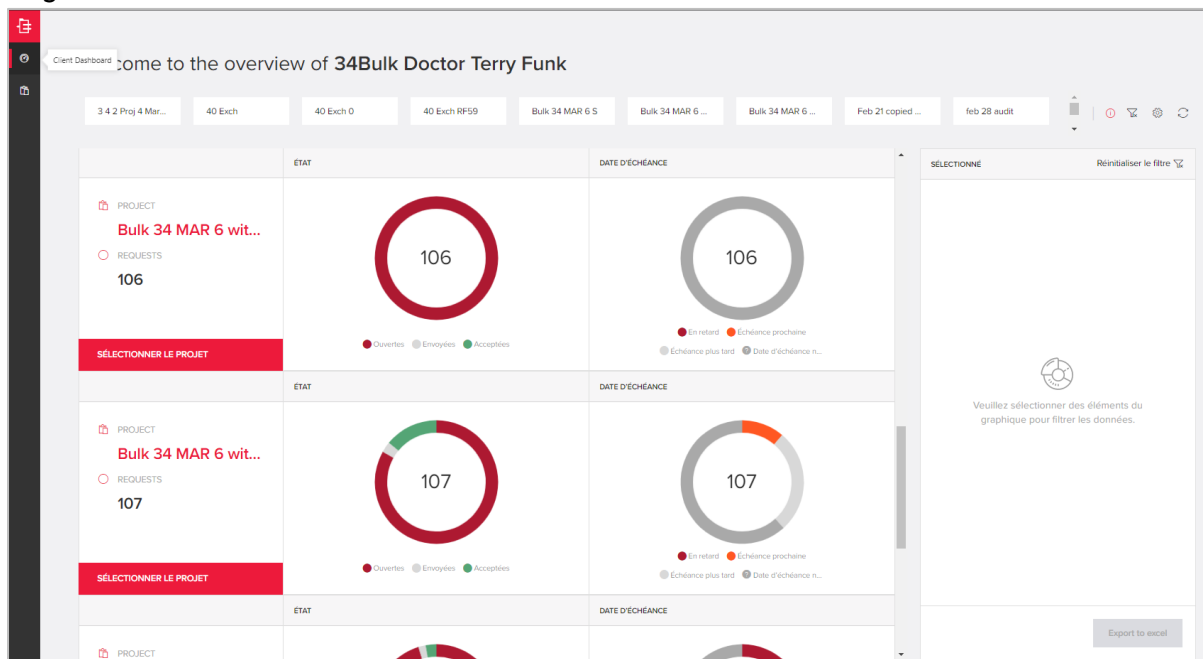 Client Dashboard
come to the overview of 34Bulk Doctor Terry Funk
3 4 2 Proj 4 Mar... 40 Exch 40 Exch 0 40 Exch RF59 Bulk 34 MAR 6 S Bulk 34 MAR 6 ... Bulk 34 MAR 6 ... Feb 21 copied ... feb 28 audit
ÉTAT DATE D'ÉCHÉANCE
SÉLECTIONNÉ Réinitialiser le filtre
PROJECT
Bulk 34 MAR 6 wit...
REQUESTS
106
106
106
Ouvertes Envoyées Acceptées
En retard Échéance prochaine
Échéance plus tard Date d'échéance n...
SÉLECTIONNER LE PROJET
ÉTAT DATE D'ÉCHÉANCE
PROJECT
Bulk 34 MAR 6 wit...
REQUESTS
107
107
107
Ouvertes Envoyées Acceptées
En retard Échéance prochaine
Échéance plus tard Date d'échéance n...
SÉLECTIONNER LE PROJET
ÉTAT DATE D'ÉCHÉANCE
PROJECT
Veuillez sélectionner des éléments du
graphique pour filtrer les données.
Export to excel